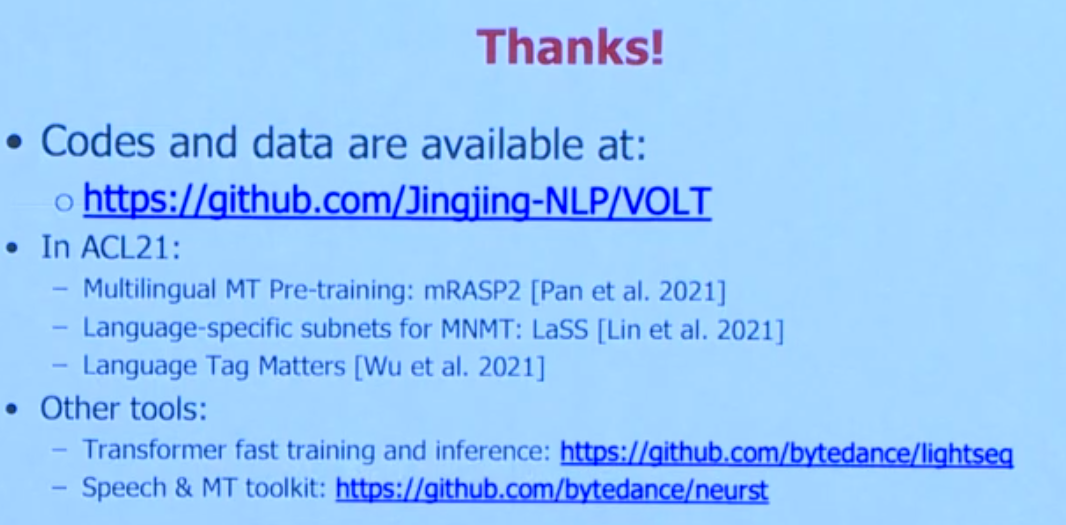 Thanks!
• Codes and data are available at:
○ https://github.com/Jingjing-NLP/VOLT
• In ACL21:
– Multilingual MT Pre-training: mRASP2 [Pan et al. 2021]
– Language-specific subnets for MNMT: LaSS [Lin et al. 2021]
– Language Tag Matters [Wu et al. 2021]
• Other tools:
– Transformer fast training and inference: https://github.com/bytedance/lightseq
– Speech & MT toolkit: https://github.com/bytedance/neurst